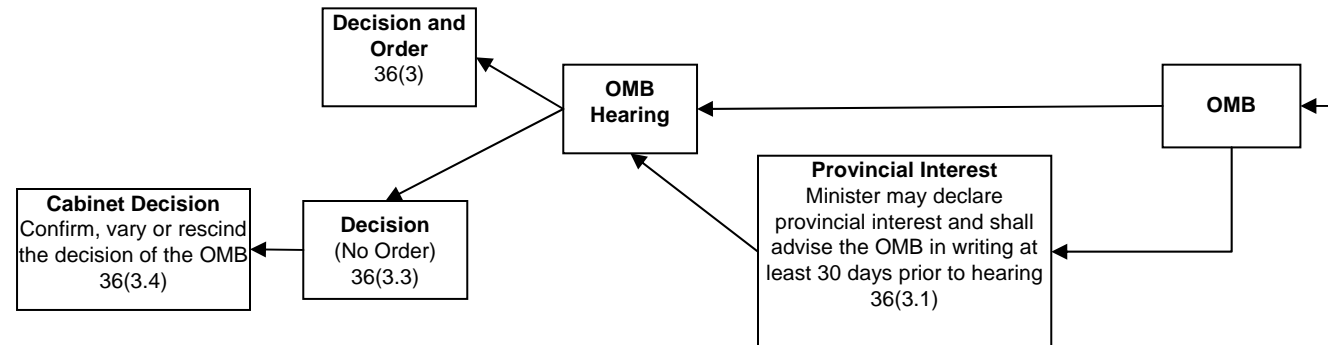 Decision and
Order
36(3)
OMB
Hearing
OMB
Provincial Interest
Minister may declare
provincial interest and shall
advise the OMB in writing at
least 30 days prior to hearing
36(3.1)
Cabinet Decision
Confirm, vary or rescind
the decision of the OMB
36(3.4)
Decision
(No Order)
36(3.3)